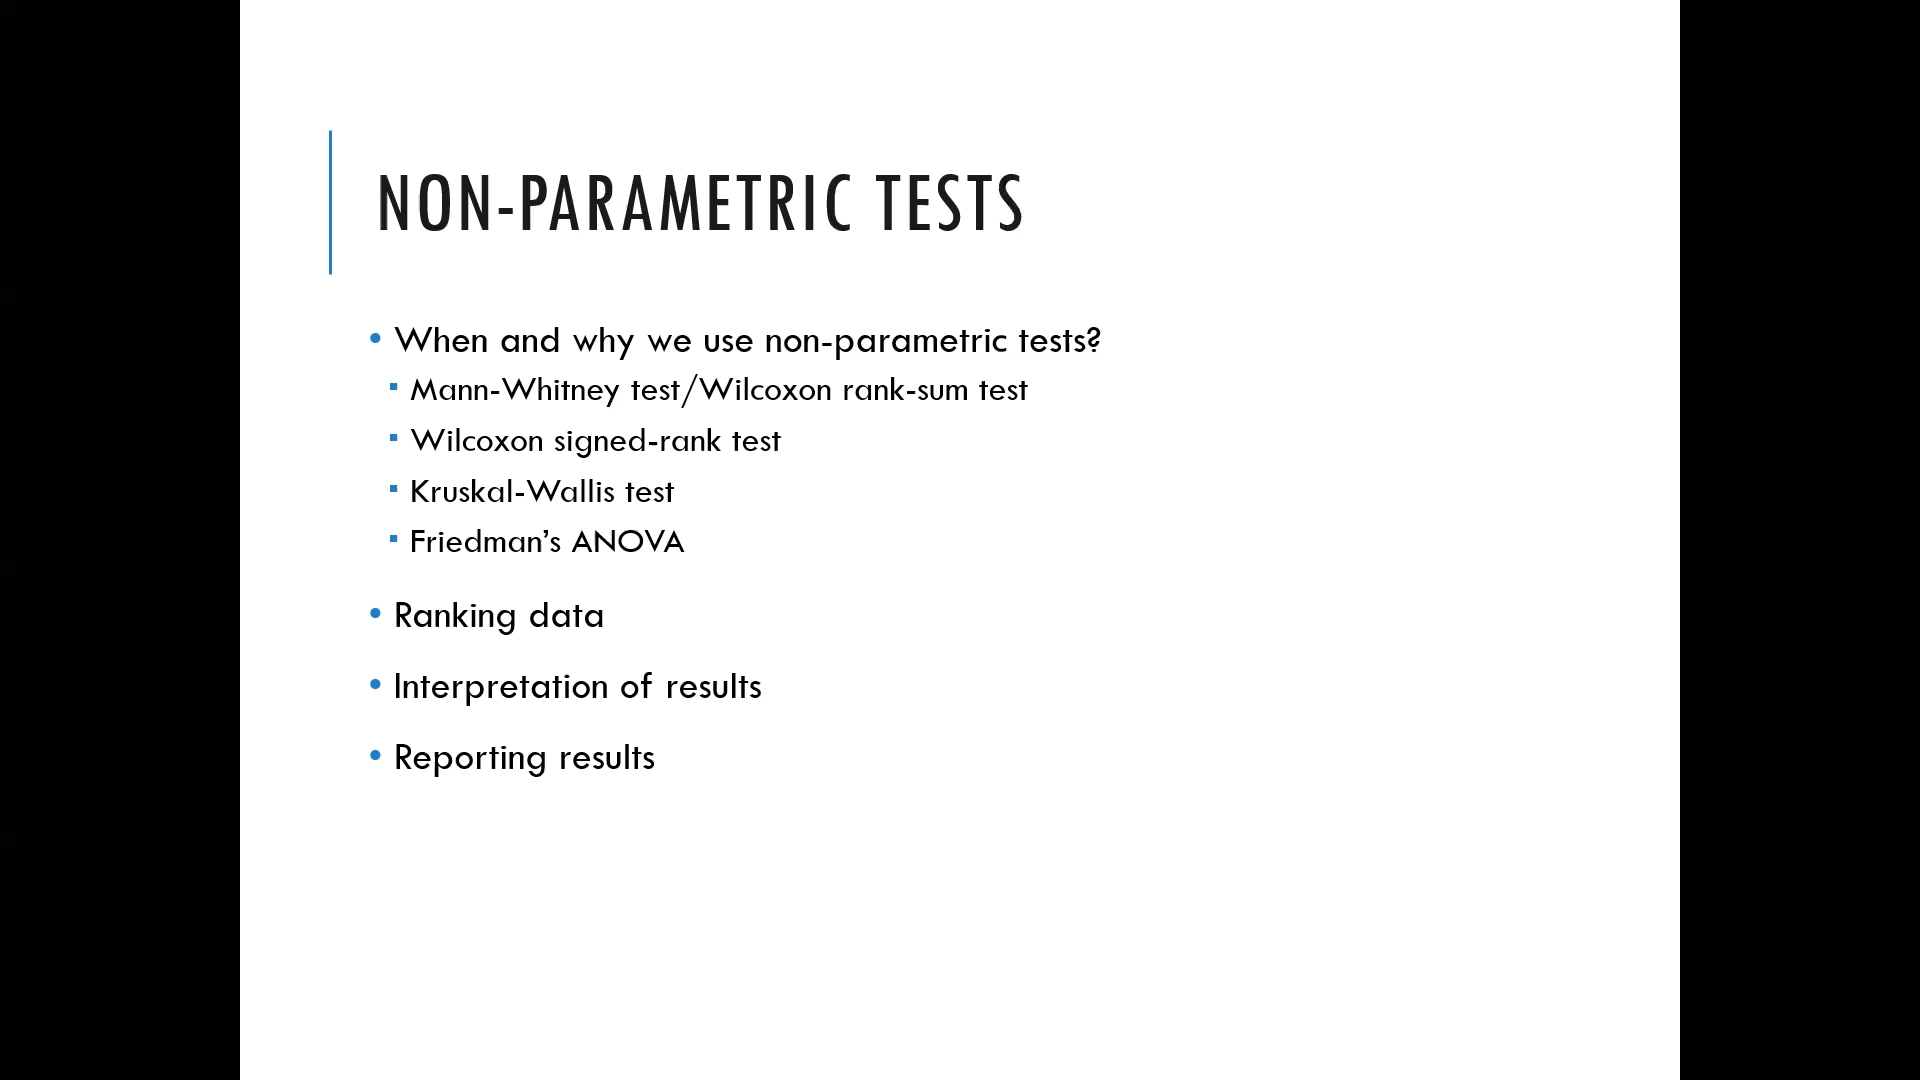 NON-PARAMETRIC TESTS
• When and why we use non-parametric tests?
▪ Mann-Whitney test/Wilcoxon rank-sum test
▪ Wilcoxon signed-rank test
▪ Kruskal-Wallis test
▪ Friedman’s ANOVA
• Ranking data
• Interpretation of results
• Reporting results